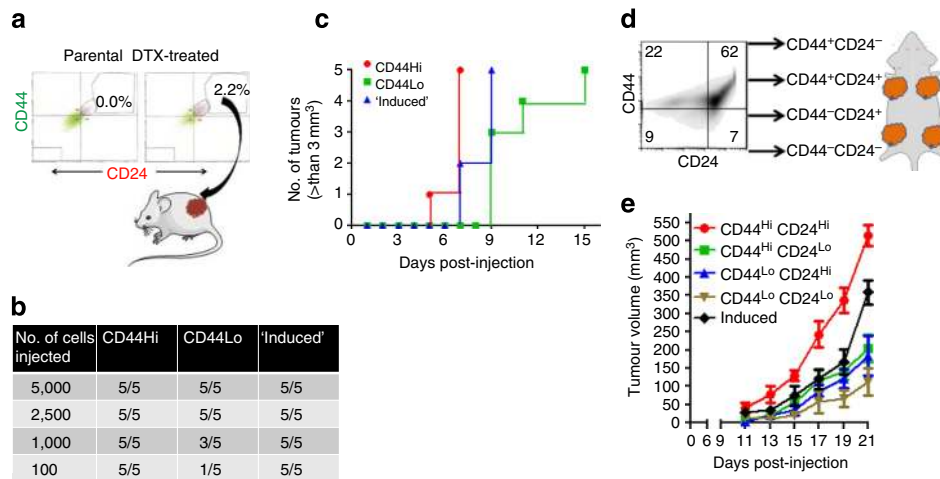 a
Parental DTX-treated
0.0%
2.2%
CD44
CD24
b
No. of cells injected CD44Hi CD44Lo 'Induced'
5,000 5/5 5/5 5/5
2,500 5/5 5/5 5/5
1,000 5/5 3/5 5/5
100 5/5 1/5 5/5
c
CD44Hi
CD44Lo
'Induced'
No. of tumours
(>than 3 mm³)
5
4
3
2
1
0
0 3 6 9 12 15
Days post-injection
d
22 62
9 7
CD44
CD24
CD44⁺CD24⁻
CD44⁺CD24⁺
CD44⁻CD24⁺
CD44⁻CD24⁻
e
CD44ᴴⁱ CD24ᴴⁱ
CD44ᴴⁱ CD24ᴸᵒ
CD44ᴸᵒ CD24ᴴⁱ
CD44ᴸᵒ CD24ᴸᵒ
Induced
Tumour volume (mm³)
550
500
450
400
350
300
250
200
150
100
50
0
0 6 9 11 13 15 17 19 21
Days post-injection